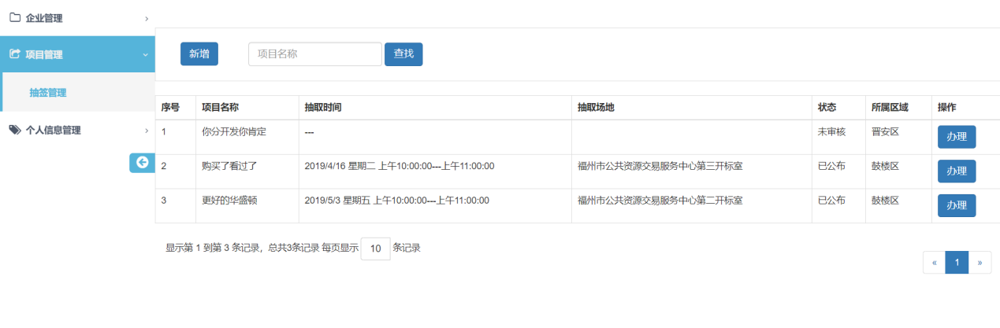 企业管理
项目管理
抽签管理
个人信息管理
新增 项目名称 查找
序号 项目名称 抽取时间 抽取场地 状态 所属区域 操作
1 你分开发你肯定 --- 未审核 晋安区 办理
2 购买了看过了 2019/4/16 星期二 上午10:00:00---上午11:00:00 福州市公共资源交易服务中心第三开标室 已公布 鼓楼区 办理
3 更好的华盛顿 2019/5/3 星期五 上午10:00:00---上午11:00:00 福州市公共资源交易服务中心第二开标室 已公布 鼓楼区 办理
显示第 1 到第 3 条记录，总共3条记录 每页显示 10 条记录
« 1 »